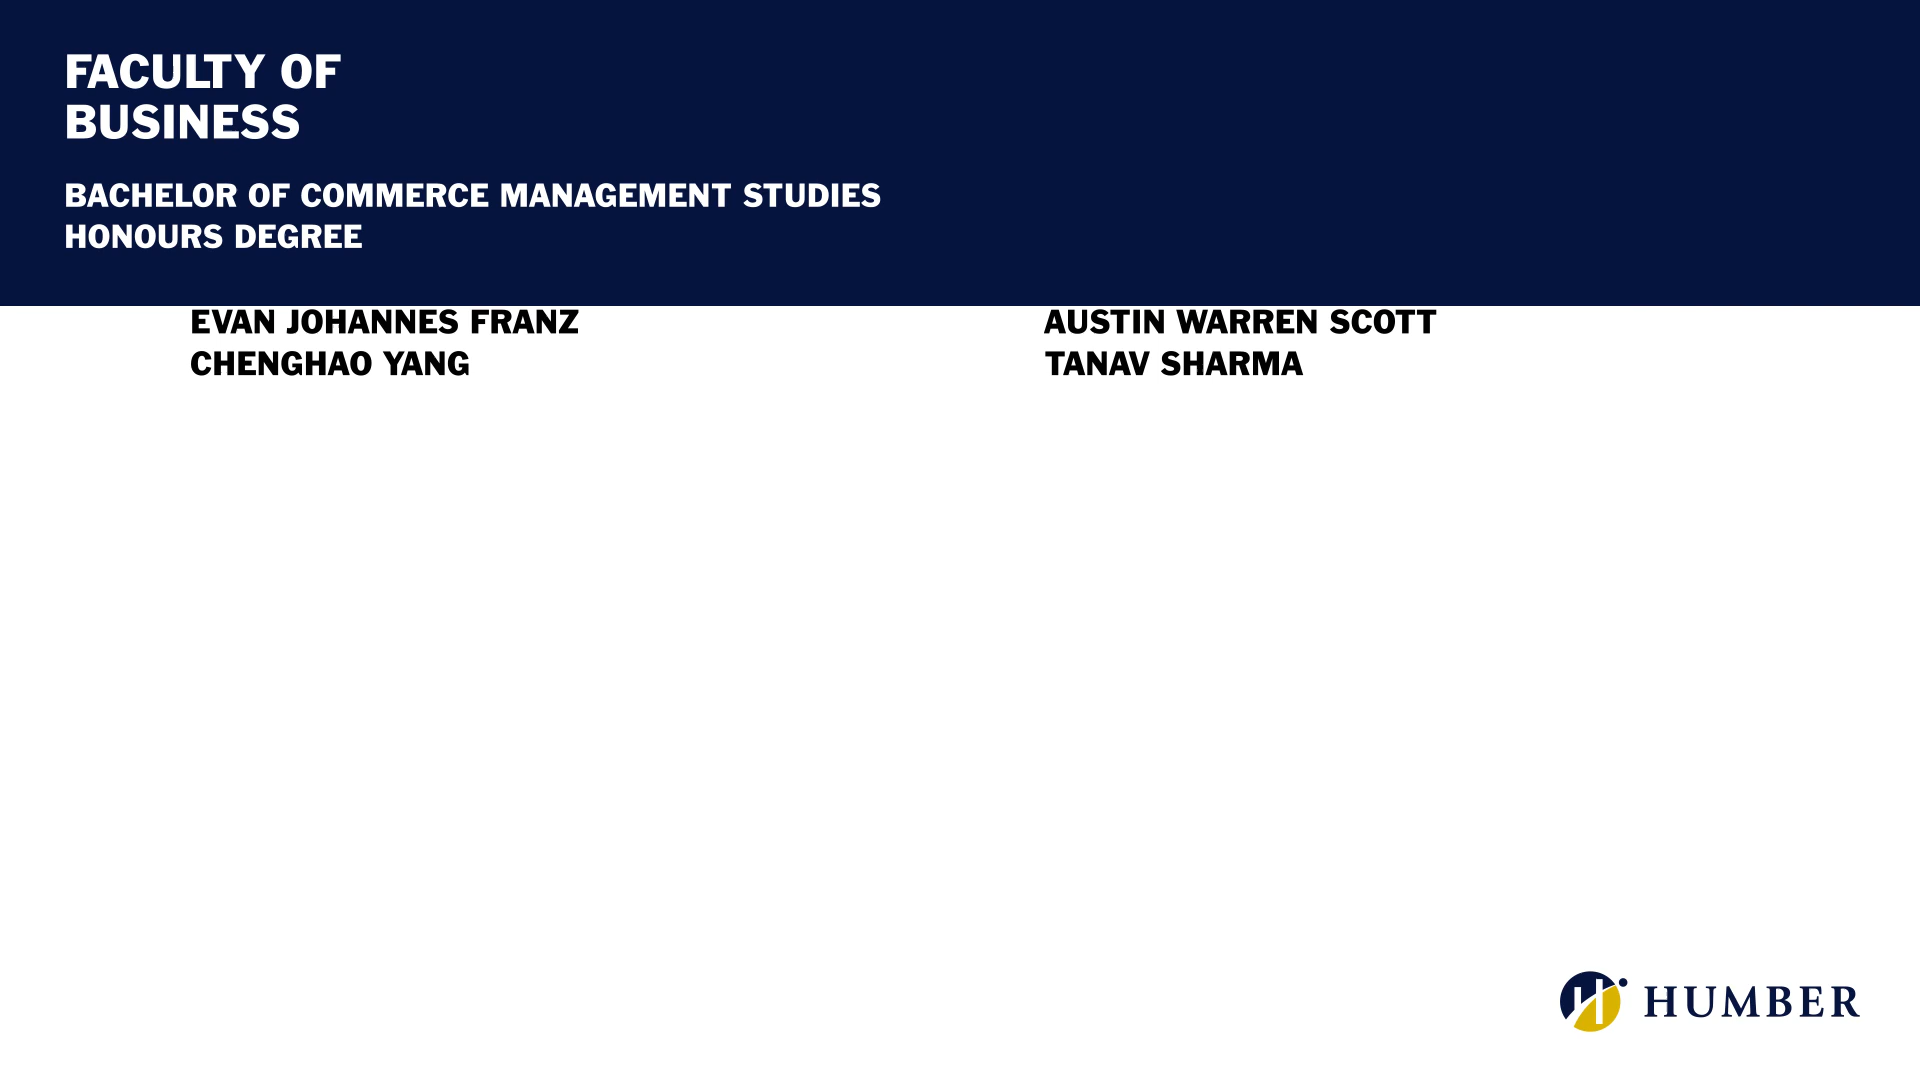 FACULTY OF
BUSINESS
BACHELOR OF COMMERCE MANAGEMENT STUDIES
HONOURS DEGREE
EVAN JOHANNES FRANZ
CHENGHAO YANG
AUSTIN WARREN SCOTT
TANAV SHARMA
HUMBER